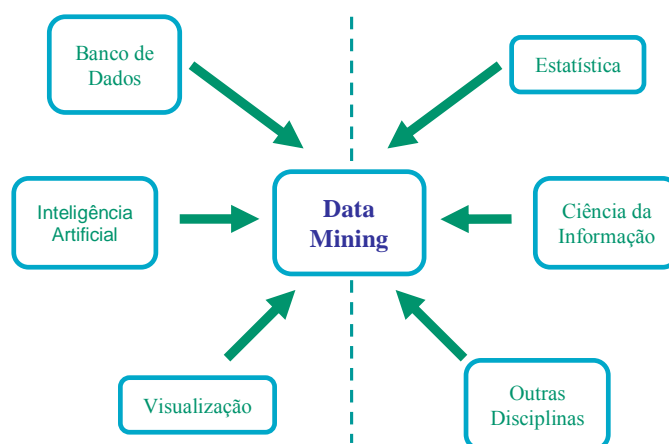 Banco de
Dados
Estatística
Inteligência
Artificial
Data
Mining
Ciência da
Informação
Visualização
Outras
Disciplinas